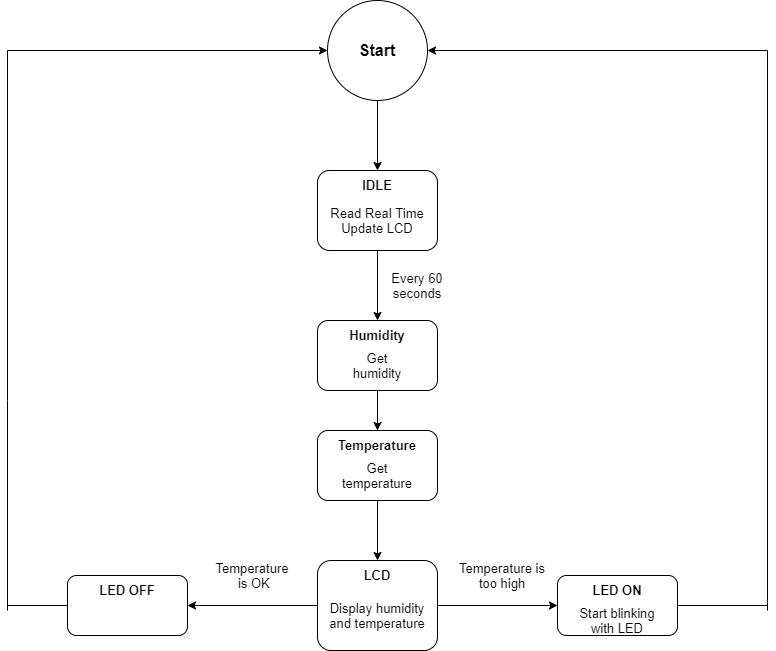 Start
IDLE
Read Real Time
Update LCD
Every 60
seconds
Humidity
Get
humidity
Temperature
Get
temperature
Temperature
is OK
Temperature is
too high
LED OFF
LCD
Display humidity
and temperature
LED ON
Start blinking
with LED